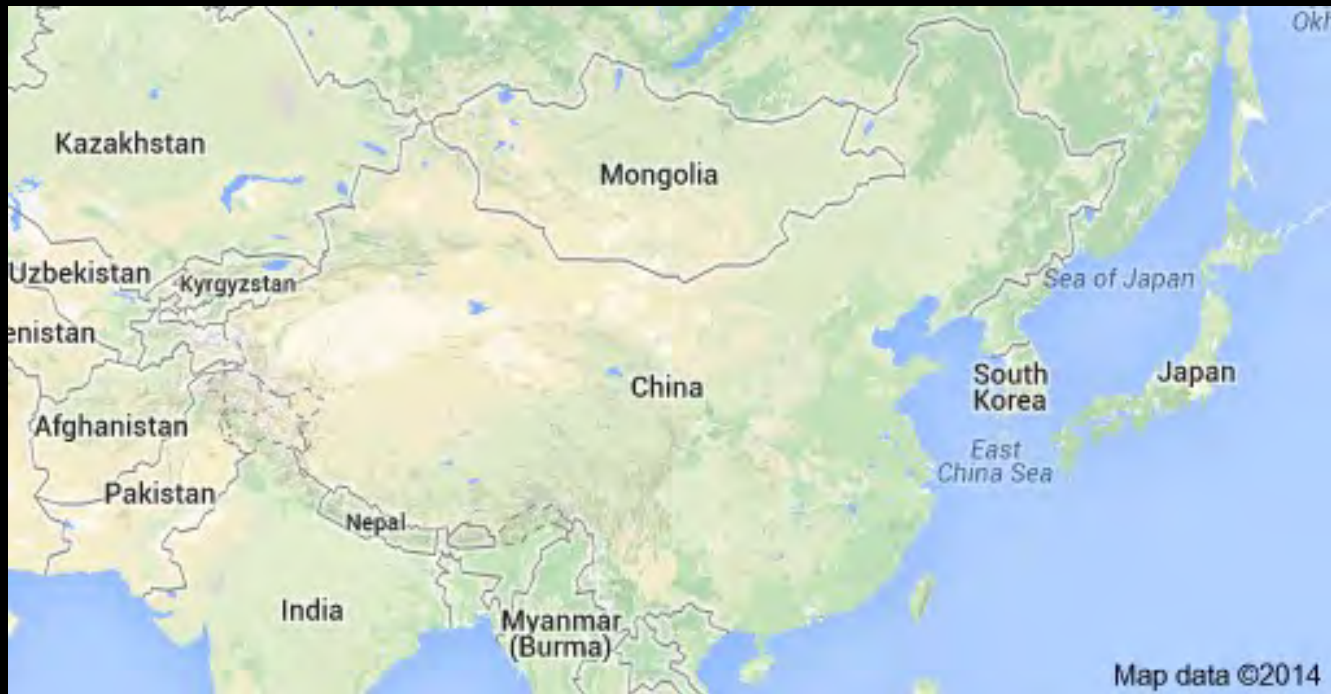 Okh
Kazakhstan
Mongolia
Uzbekistan
Kyrgyzstan
Sea of Japan
enistan
China
South
Korea
Japan
Afghanistan
East
China Sea
Pakistan
Nepal
India
Myanmar
(Burma)
Map data ©2014